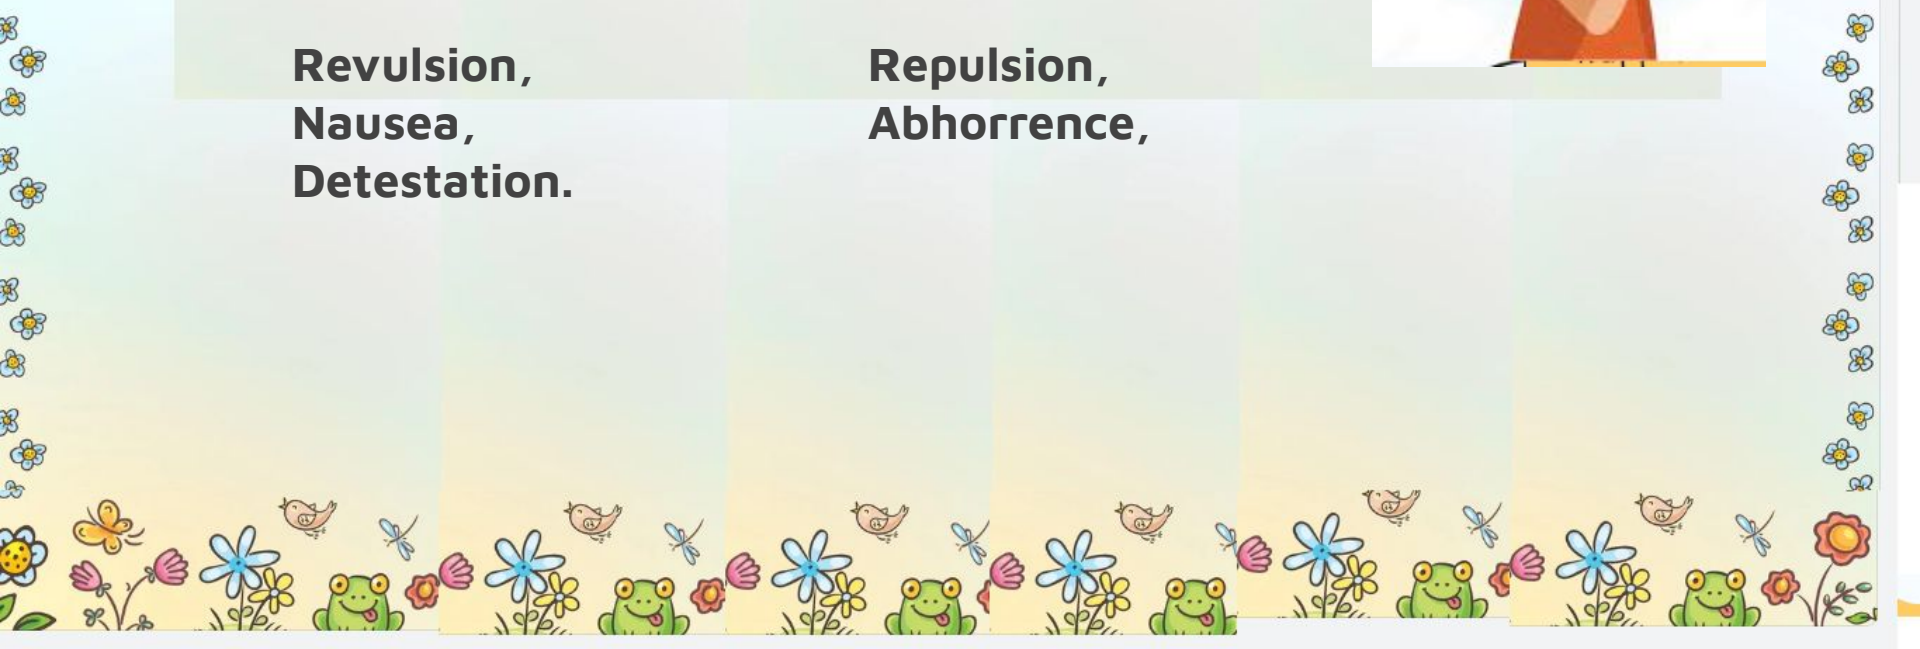 Revulsion,
Nausea,
Detestation.
Repulsion,
Abhorrence,